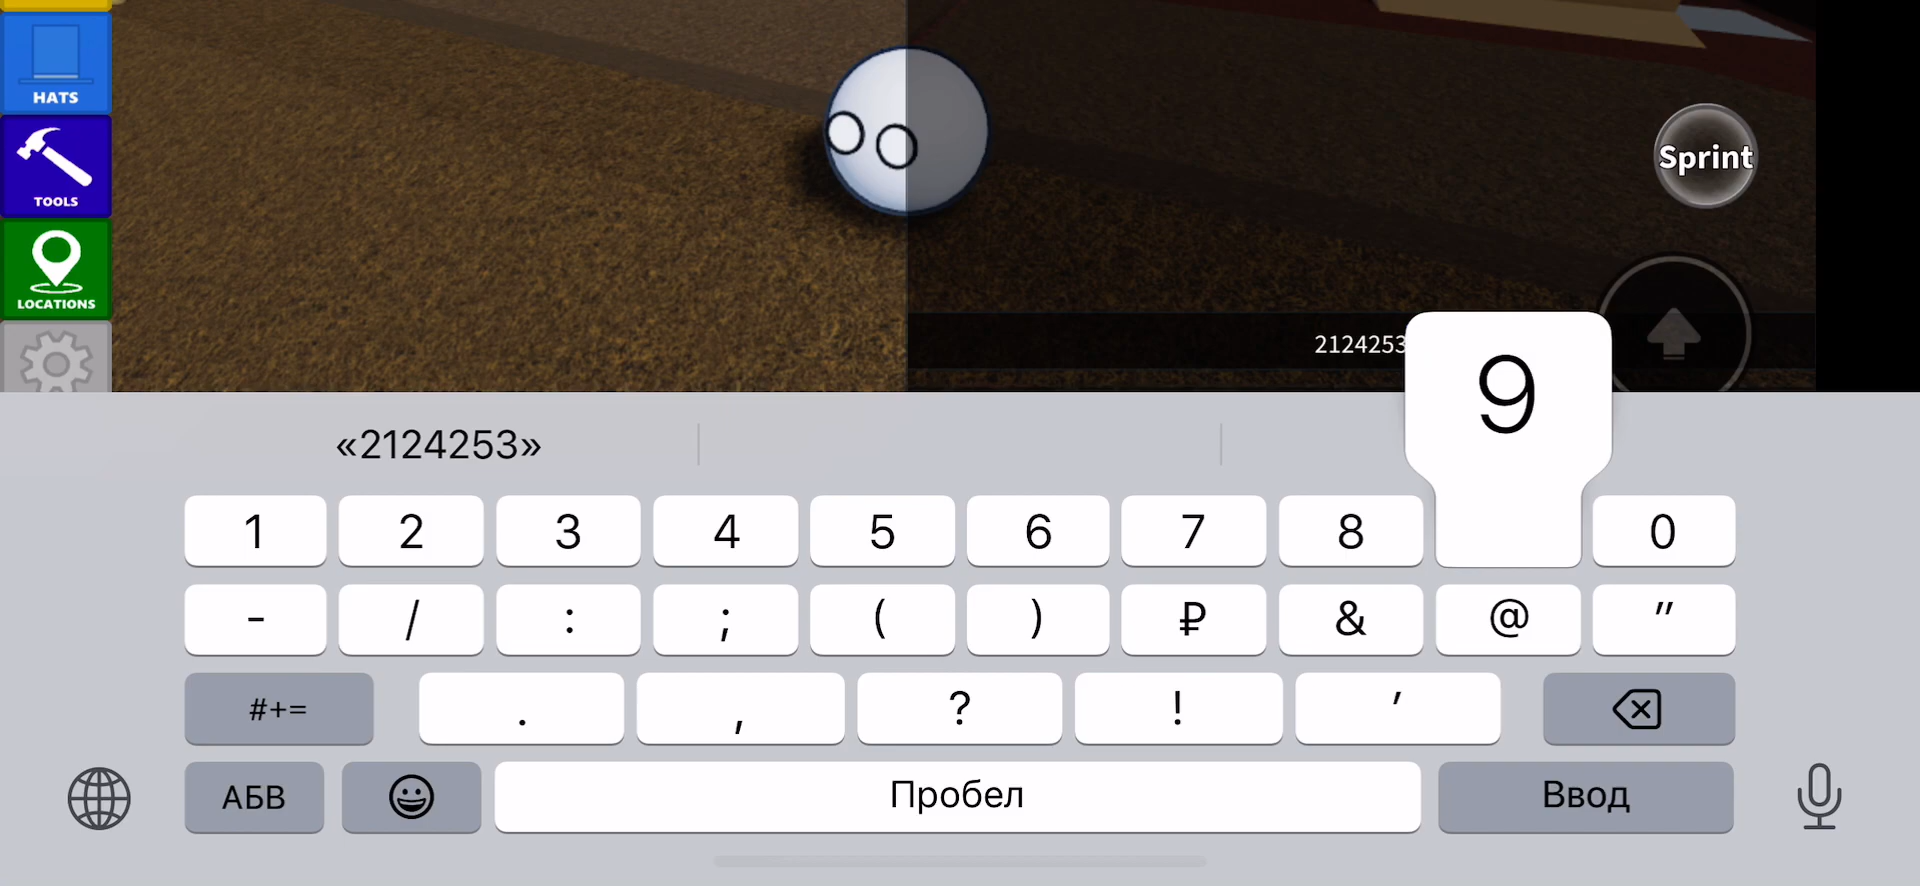 HATS
TOOLS
LOCATIONS
Sprint
2124253
9
«2124253»
1 2 3 4 5 6 7 8 0
- / : ; ( ) ₽ & @ "
#+= . , ? ! '
АБВ Пробел Ввод